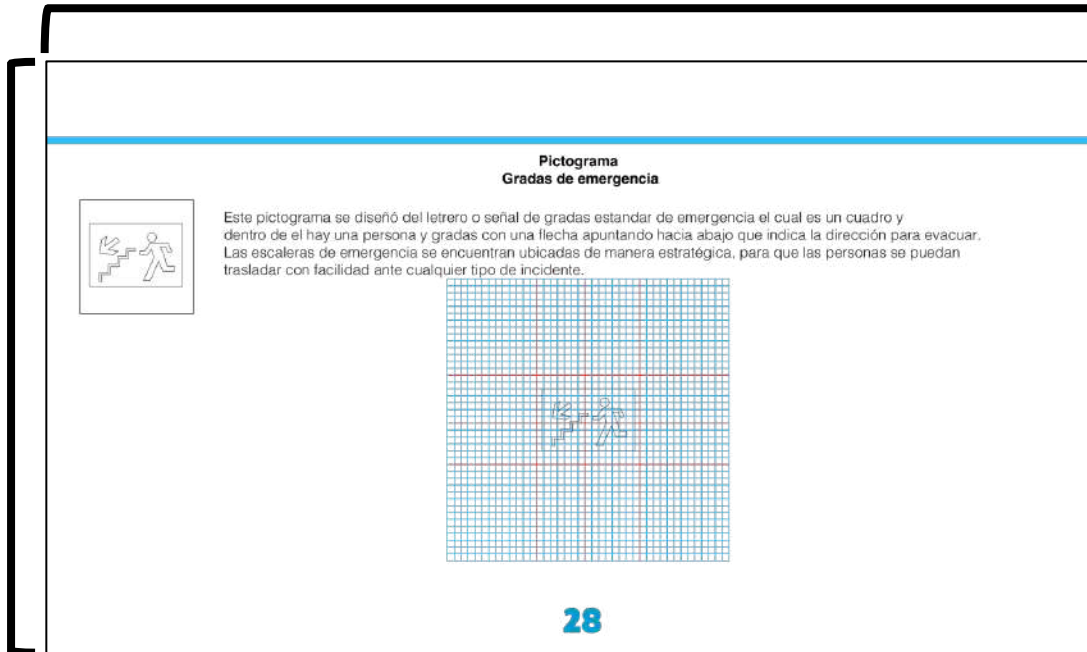 Pictograma
Gradas de emergencia
Este pictograma se diseñó del letrero o señal de gradas estandar de emergencia el cual es un cuadro y
dentro de el hay una persona y gradas con una flecha apuntando hacia abajo que indica la dirección para evacuar.
Las escaleras de emergencia se encuentran ubicadas de manera estratégica, para que las personas se puedan
trasladar con facilidad ante cualquier tipo de incidente.
28